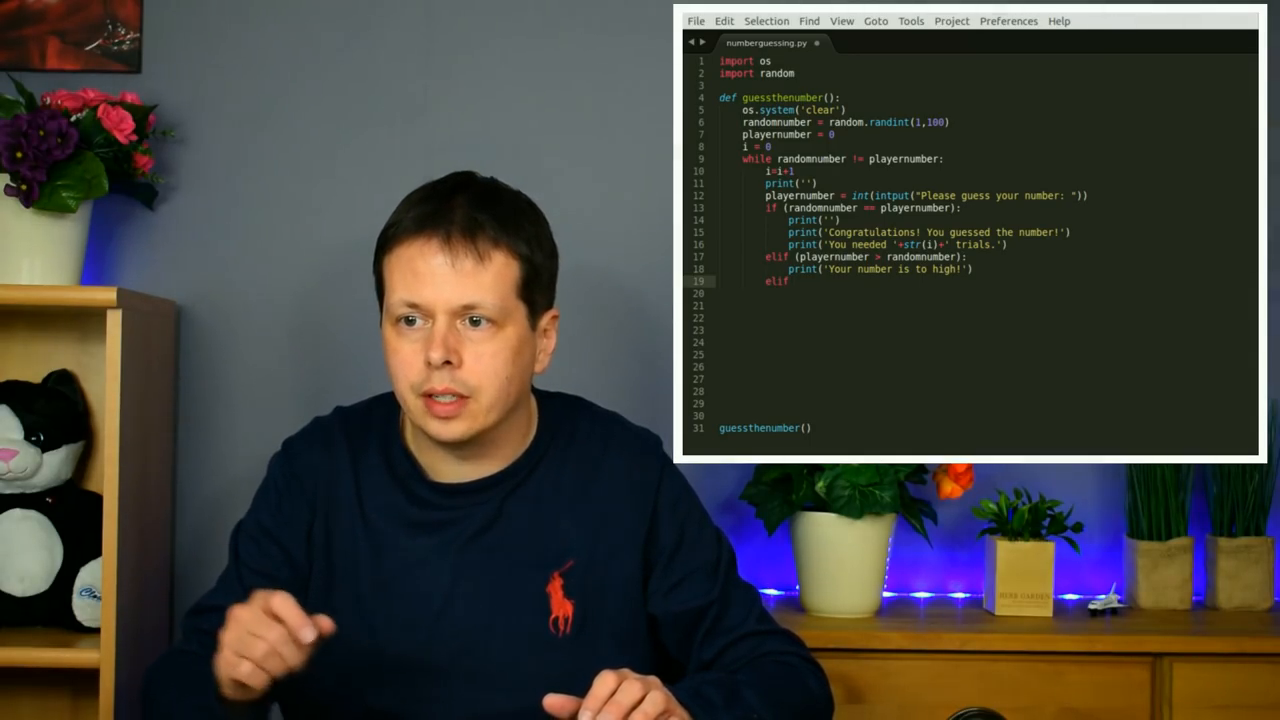 File Edit Selection Find View Goto Tools Project Preferences Help
numberguessing.py
1 import os
2 import random
3
4 def guessthenumber():
5 os.system('clear')
6 randomnumber = random.randint(1,100)
7 playernumber = 0
8 i = 0
9 while randomnumber != playernumber:
10 i=i+1
11 print('')
12 playernumber = int(intput("Please guess your number: "))
13 if (randomnumber == playernumber):
14 print('')
15 print('Congratulations! You guessed the number!')
16 print('You needed '+str(i)+' trials.')
17 elif (playernumber > randomnumber):
18 print('Your number is to high!')
19 elif
20
21
22
23
24
25
26
27
28
29
30
31 guessthenumber()
HERB GARDEN